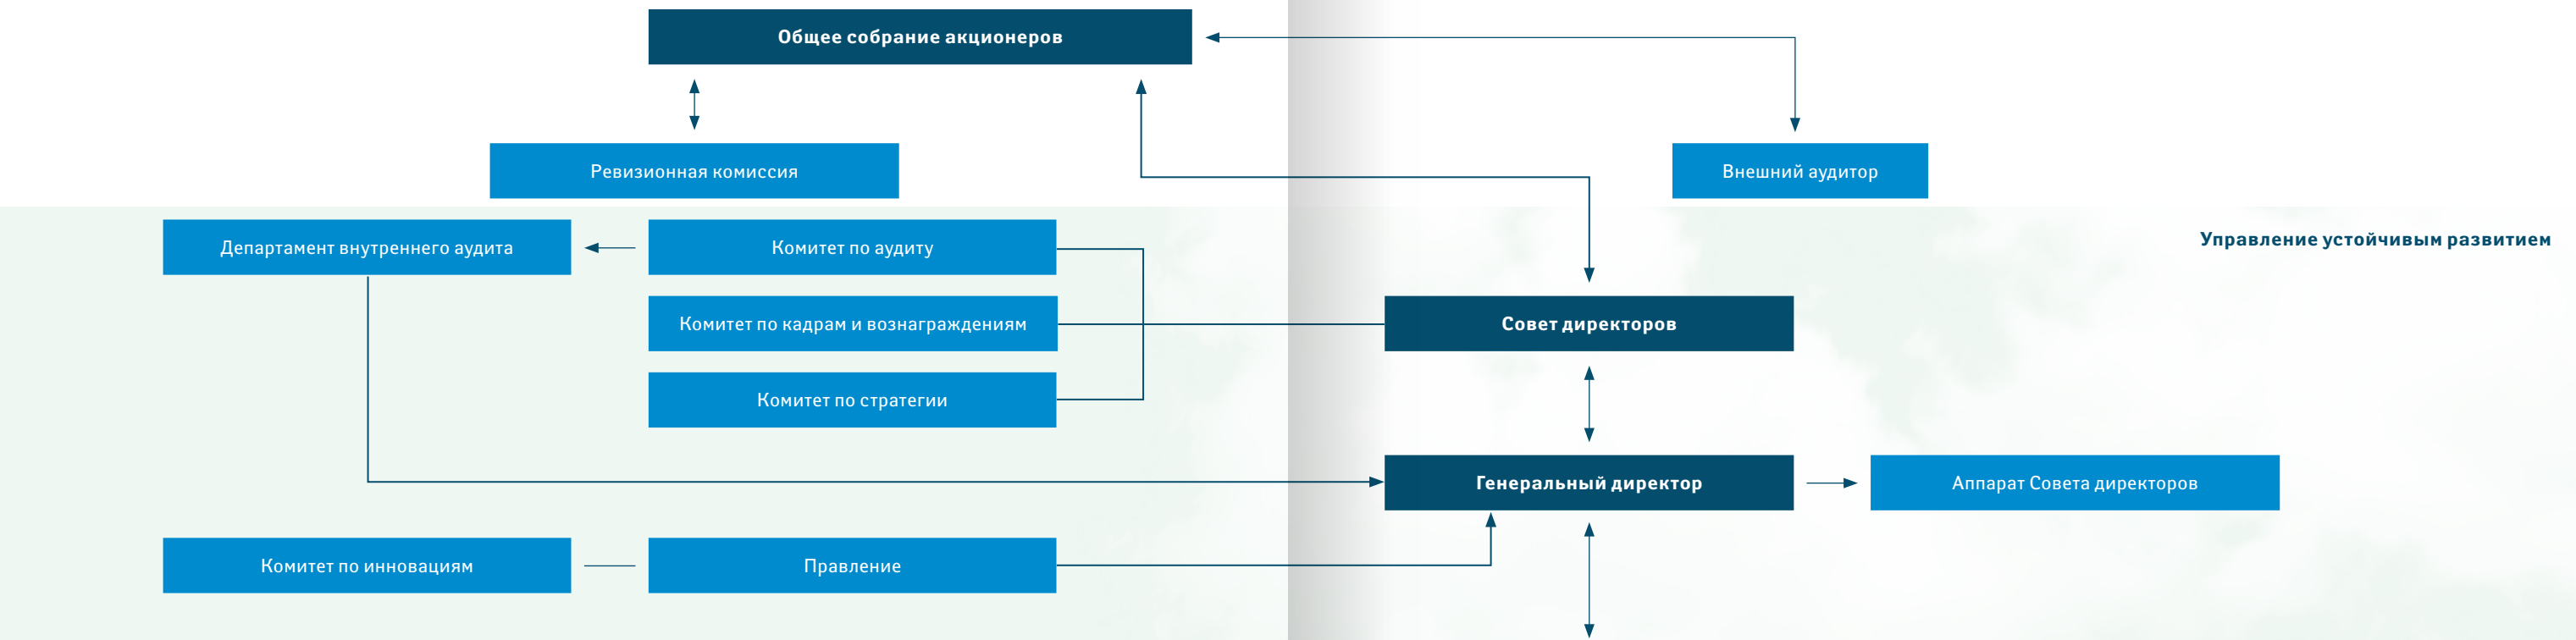 Общее собрание акционеров
Ревизионная комиссия
Внешний аудитор
Управление устойчивым развитием
Департамент внутреннего аудита
Комитет по аудиту
Комитет по кадрам и вознаграждениям
Совет директоров
Комитет по стратегии
Генеральный директор
Аппарат Совета директоров
Комитет по инновациям
Правление